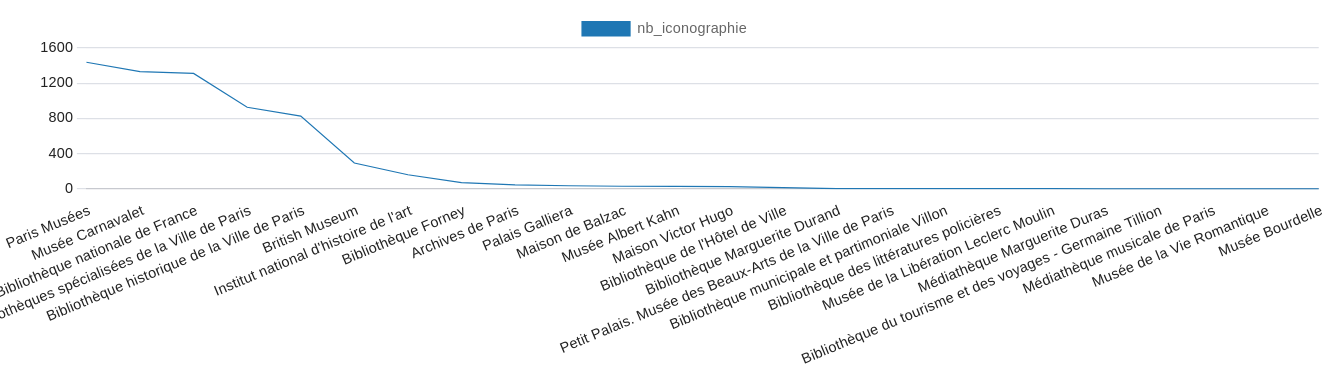 nb_iconographie
1600
1200
800
400
0
Paris Musées
Musée Carnavalet
Bibliothèque nationale de France
othèques spécialisées de la Ville de Paris
Bibliothèque historique de la Ville de Paris
British Museum
Institut national d'histoire de l'art
Bibliothèque Forney
Archives de Paris
Palais Galliera
Maison de Balzac
Musée Albert Kahn
Maison Victor Hugo
Bibliothèque de l'Hôtel de Ville
Bibliothèque Marguerite Durand
Petit Palais. Musée des Beaux-Arts de la Ville de Paris
Bibliothèque municipale et partimoniale Villon
Bibliothèque des littératures policières
Musée de la Libération Leclerc Moulin
Médiathèque Marguerite Duras
Bibliothèque du tourisme et des voyages - Germaine Tillion
Médiathèque musicale de Paris
Musée de la Vie Romantique
Musée Bourdelle